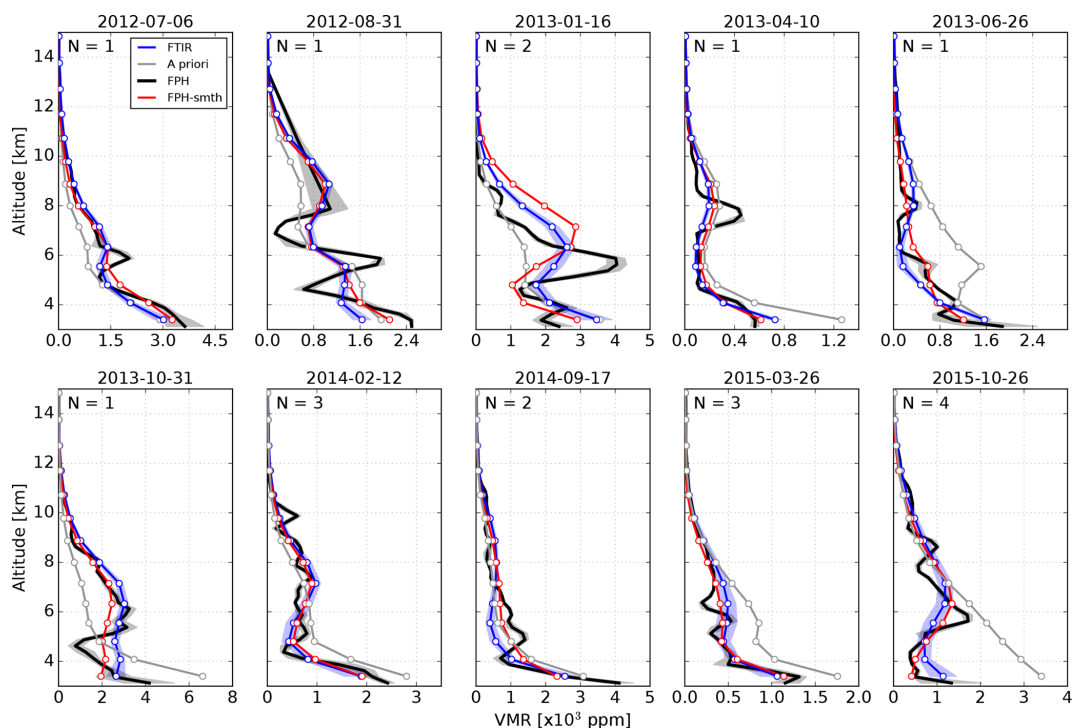 2012-07-06
2012-08-31
2013-01-16
2013-04-10
2013-06-26
N = 1
N = 1
N = 2
N = 1
N = 1
FTIR
A priori
FPH
FPH-smth
Altitude [km]
14
12
10
8
6
4
0.0 1.5 3.0 4.5
0.0 0.8 1.6 2.4
0 1 2 3 4 5
0.0 0.4 0.8 1.2
0.0 0.8 1.6 2.4
2013-10-31
2014-02-12
2014-09-17
2015-03-26
2015-10-26
N = 1
N = 3
N = 2
N = 3
N = 4
Altitude [km]
14
12
10
8
6
4
0 2 4 6 8
0 1 2 3
0 1 2 3 4 5
0.0 0.5 1.0 1.5 2.0
0 1 2 3 4
VMR [x10³ ppm]